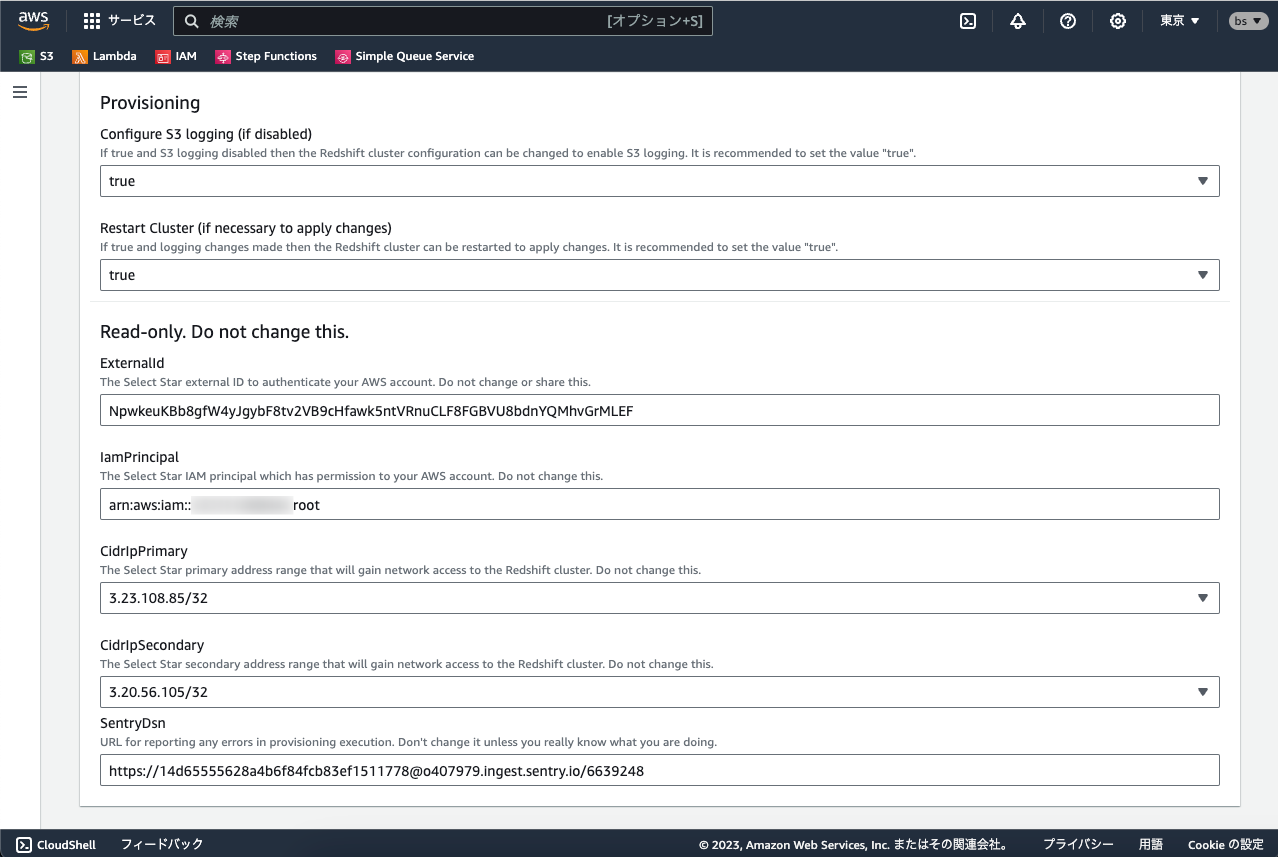 aws
サービス
検索
[オプション+S]
東京
bs
S3
Lambda
IAM
Step Functions
Simple Queue Service
Provisioning
Configure S3 logging (if disabled)
If true and S3 logging disabled then the Redshift cluster configuration can be changed to enable S3 logging. It is recommended to set the value "true".
true
Restart Cluster (if necessary to apply changes)
If true and logging changes made then the Redshift cluster can be restarted to apply changes. It is recommended to set the value "true".
true
Read-only. Do not change this.
ExternalId
The Select Star external ID to authenticate your AWS account. Do not change or share this.
NpwkeuKBb8gfW4yJgybF8tv2VB9cHfawk5ntVRnuCLF8FGBVU8bdnYQMhvGrMLEF
IamPrincipal
The Select Star IAM principal which has permission to your AWS account. Do not change this.
arn:aws:iam:: root
CidrIpPrimary
The Select Star primary address range that will gain network access to the Redshift cluster. Do not change this.
3.23.108.85/32
CidrIpSecondary
The Select Star secondary address range that will gain network access to the Redshift cluster. Do not change this.
3.20.56.105/32
SentryDsn
URL for reporting any errors in provisioning execution. Don't change it unless you really know what you are doing.
https://14d65555628a4b6f84fcb83ef1511778@o407979.ingest.sentry.io/6639248
CloudShell
フィードバック
© 2023, Amazon Web Services, Inc. またはその関連会社。
プライバシー
用語
Cookie の設定